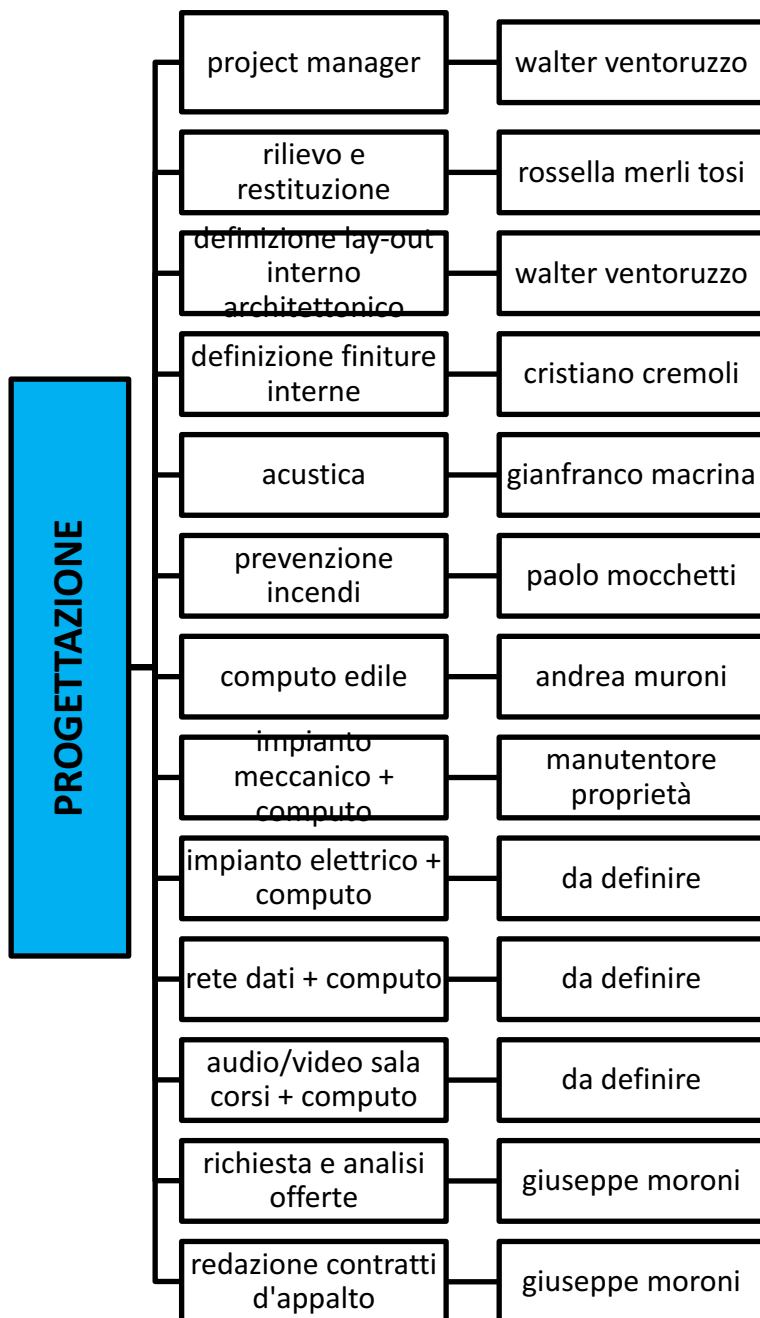 PROGETTAZIONE
project manager
walter ventoruzzo
rilievo e
restituzione
rossella merli tosi
definizione lay-out
interno
architettonico
walter ventoruzzo
definizione finiture
interne
cristiano cremoli
acustica
gianfranco macrina
prevenzione
incendi
paolo mocchetti
computo edile
andrea muroni
impianto
meccanico +
computo
manutentore
proprietà
impianto elettrico +
computo
da definire
rete dati + computo
da definire
audio/video sala
corsi + computo
da definire
richiesta e analisi
offerte
giuseppe moroni
redazione contratti
d'appalto
giuseppe moroni